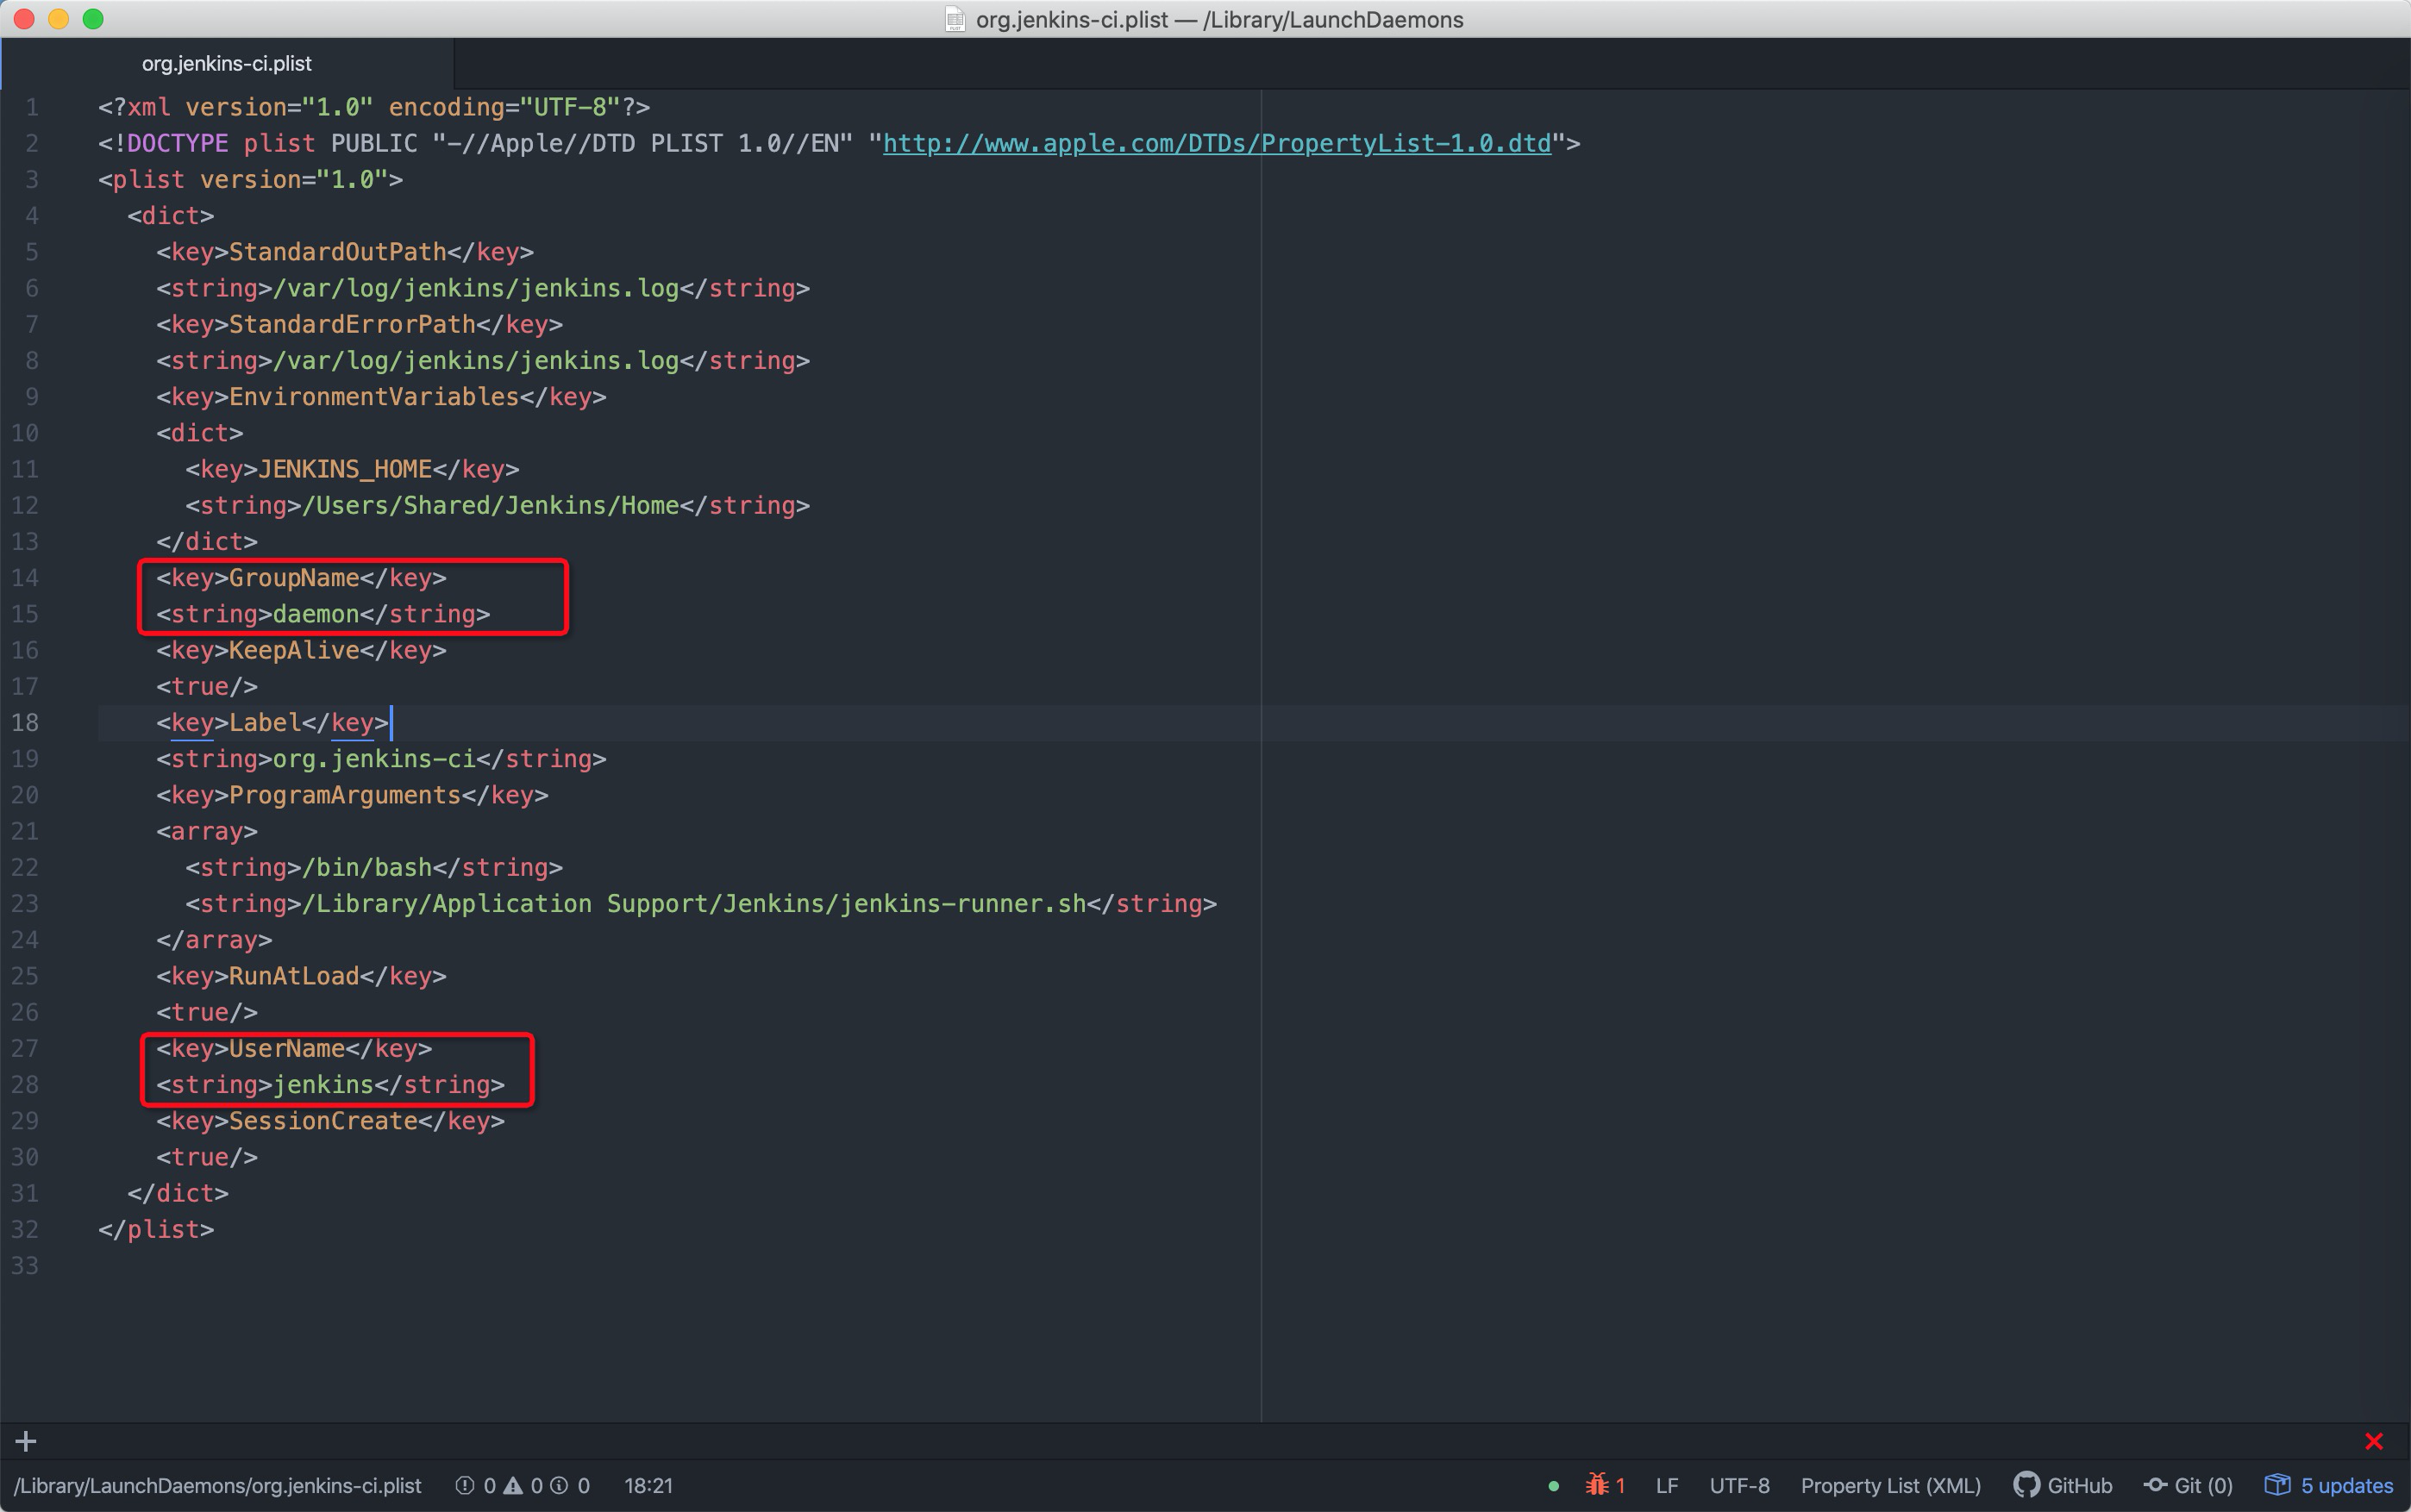 org.jenkins-ci.plist — /Library/LaunchDaemons
org.jenkins-ci.plist
1 <?xml version="1.0" encoding="UTF-8"?>
2 <!DOCTYPE plist PUBLIC "-//Apple//DTD PLIST 1.0//EN" "http://www.apple.com/DTDs/PropertyList-1.0.dtd">
3 <plist version="1.0">
4 <dict>
5 <key>StandardOutPath</key>
6 <string>/var/log/jenkins/jenkins.log</string>
7 <key>StandardErrorPath</key>
8 <string>/var/log/jenkins/jenkins.log</string>
9 <key>EnvironmentVariables</key>
10 <dict>
11 <key>JENKINS_HOME</key>
12 <string>/Users/Shared/Jenkins/Home</string>
13 </dict>
14 <key>GroupName</key>
15 <string>daemon</string>
16 <key>KeepAlive</key>
17 <true/>
18 <key>Label</key>
19 <string>org.jenkins-ci</string>
20 <key>ProgramArguments</key>
21 <array>
22 <string>/bin/bash</string>
23 <string>/Library/Application Support/Jenkins/jenkins-runner.sh</string>
24 </array>
25 <key>RunAtLoad</key>
26 <true/>
27 <key>UserName</key>
28 <string>jenkins</string>
29 <key>SessionCreate</key>
30 <true/>
31 </dict>
32 </plist>
33
/Library/LaunchDaemons/org.jenkins-ci.plist 0 0 0 18:21 1 LF UTF-8 Property List (XML) GitHub Git (0) 5 updates